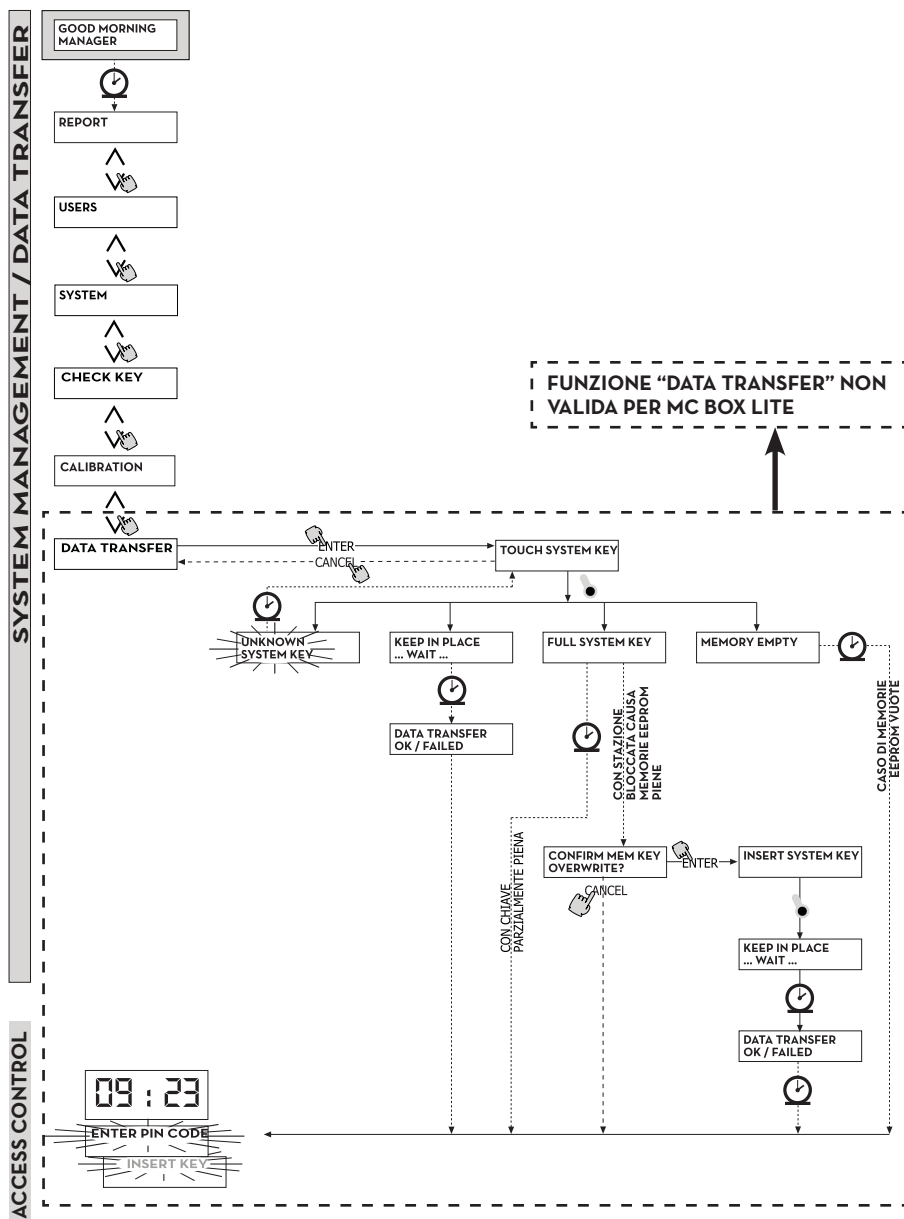 SYSTEM MANAGEMENT / DATA TRANSFER
GOOD MORNING
MANAGER
REPORT
USERS
SYSTEM
CHECK KEY
CALIBRATION
FUNZIONE “DATA TRANSFER” NON
VALIDA PER MC BOX LITE
DATA TRANSFER
ENTER
CANCEL
TOUCH SYSTEM KEY
UNKNOWN
SYSTEM KEY
KEEP IN PLACE
... WAIT ...
FULL SYSTEM KEY
MEMORY EMPTY
DATA TRANSFER
OK / FAILED
CON STAZIONE
BLOCCATA CAUSA
MEMORIE EEPROM
PIENE
CASO DI MEMORIE
EEPROM VUOTE
CON CHIAVE
PARZIALMENTE PIENA
CONFIRM MEM KEY
OVERWRITE?
ENTER
CANCEL
INSERT SYSTEM KEY
KEEP IN PLACE
... WAIT ...
DATA TRANSFER
OK / FAILED
ACCESS CONTROL
09 : 23
ENTER PIN CODE
INSERT KEY